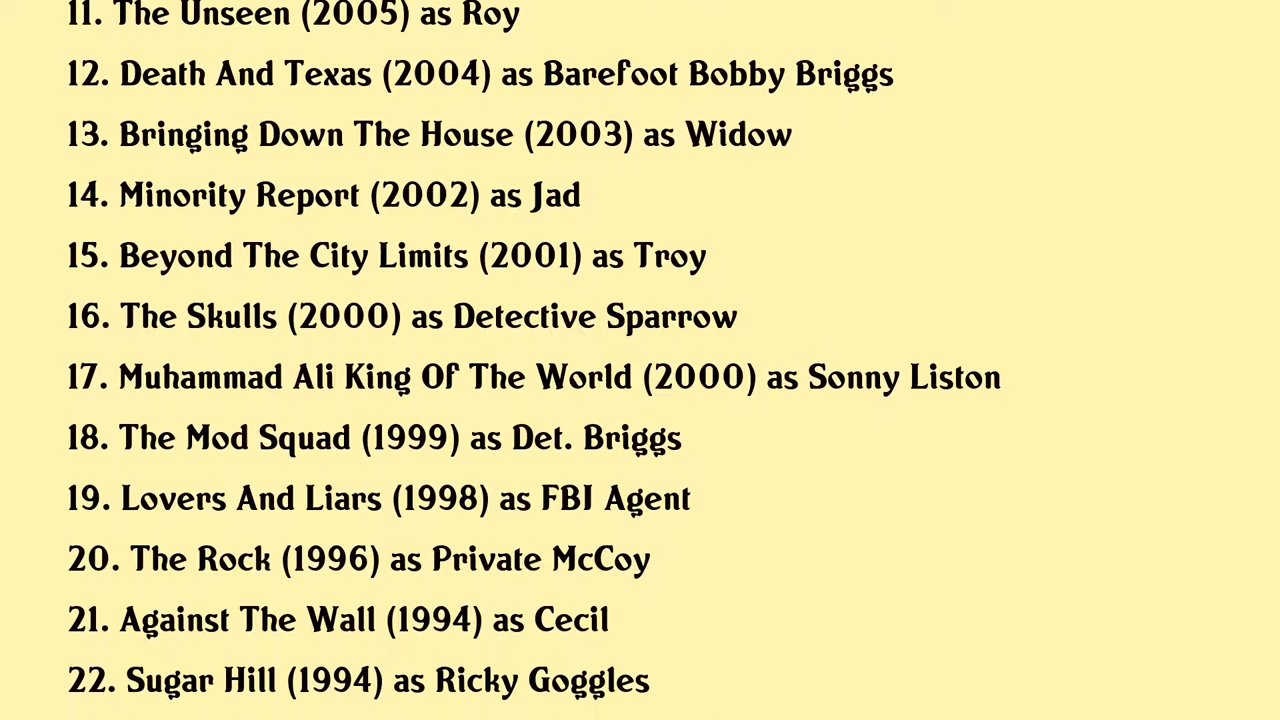 11. The Unseen (2005) as Roy
12. Death And Texas (2004) as Barefoot Bobby Briggs
13. Bringing Down The House (2003) as Widow
14. Minority Report (2002) as Jad
15. Beyond The City Limits (2001) as Troy
16. The Skulls (2000) as Detective Sparrow
17. Muhammad Ali King Of The World (2000) as Sonny Liston
18. The Mod Squad (1999) as Det. Briggs
19. Lovers And Liars (1998) as FBI Agent
20. The Rock (1996) as Private McCoy
21. Against The Wall (1994) as Cecil
22. Sugar Hill (1994) as Ricky Goggles